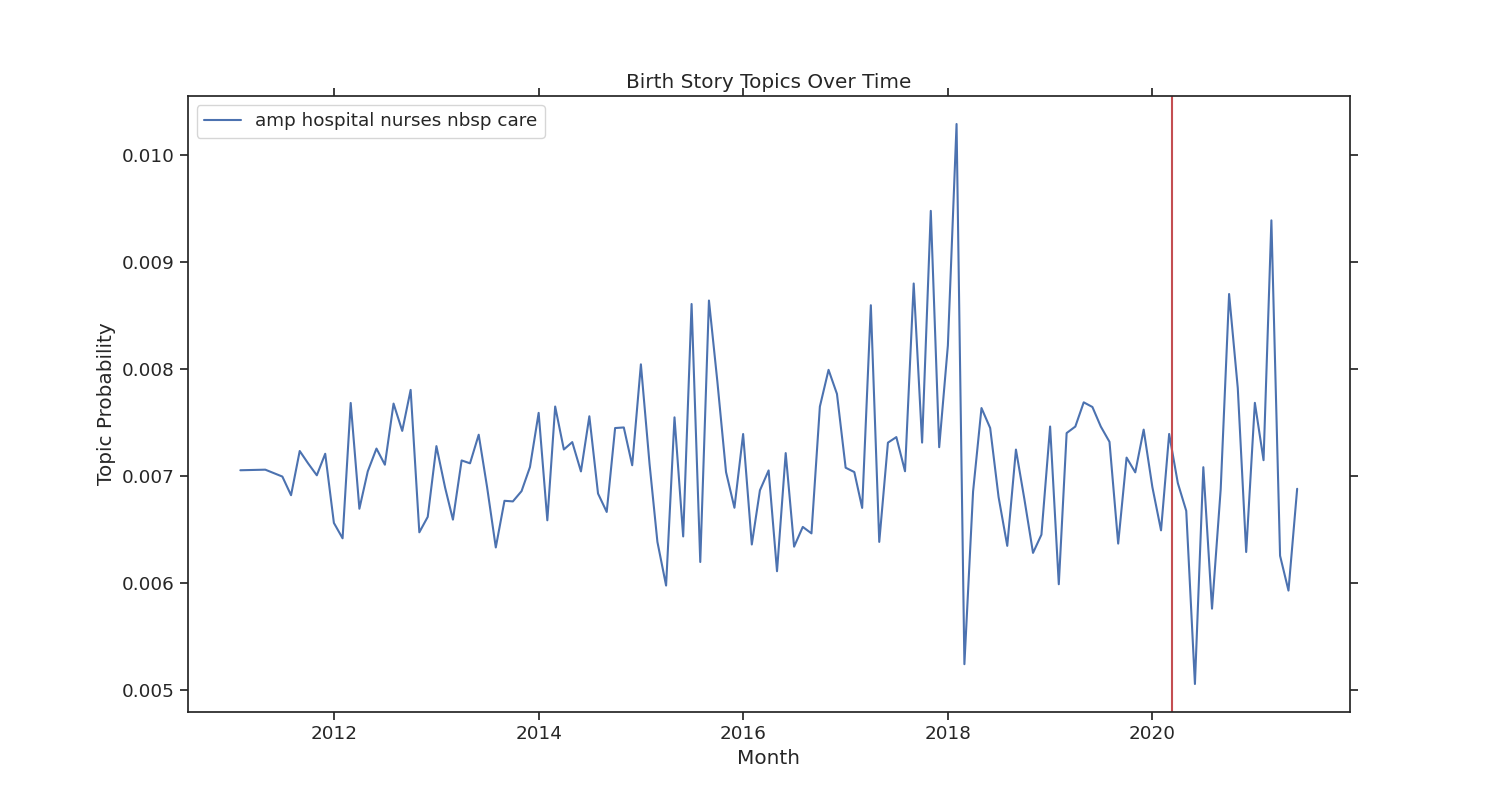 Birth Story Topics Over Time
amp hospital nurses nbsp care
Topic Probability
0.010
0.009
0.008
0.007
0.006
0.005
2012 2014 2016 2018 2020
Month